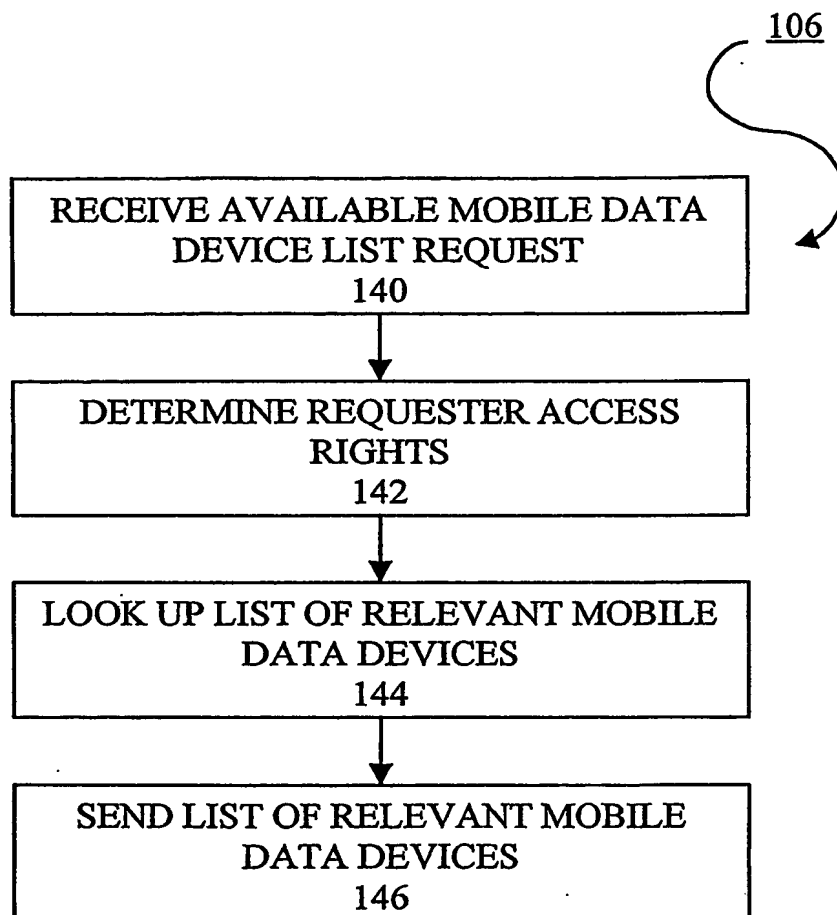 106
RECEIVE AVAILABLE MOBILE DATA
DEVICE LIST REQUEST
140
DETERMINE REQUESTER ACCESS
RIGHTS
142
LOOK UP LIST OF RELEVANT MOBILE
DATA DEVICES
144
SEND LIST OF RELEVANT MOBILE
DATA DEVICES
146